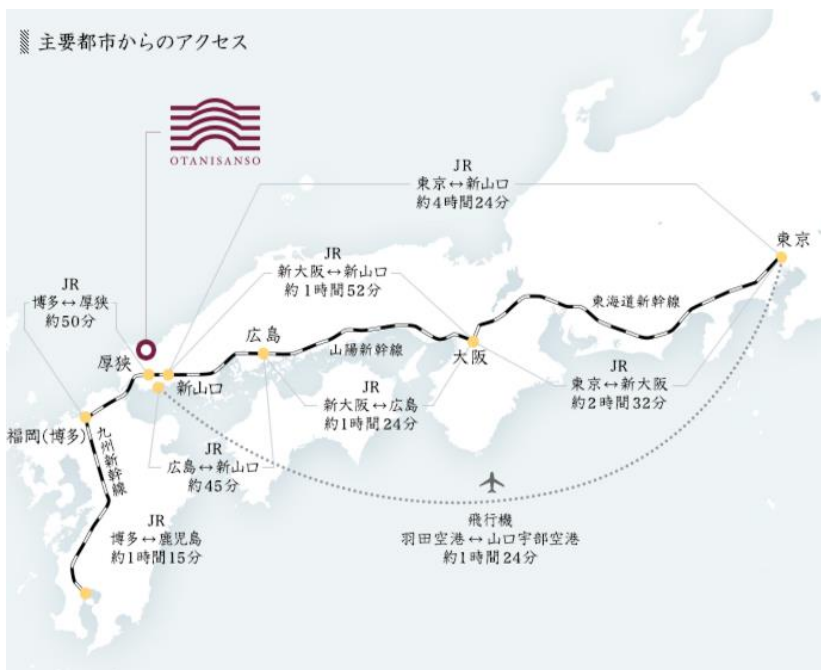 主要都市からのアクセス
OTANISANSO
JR
東京↔新山口
約4時間24分
東京
JR
新大阪↔新山口
約1時間52分
JR
博多↔厚狭
約50分
東海道新幹線
広島
山陽新幹線
大阪
厚狭
新山口
JR
東京↔新大阪
約2時間32分
JR
新大阪↔広島
約1時間24分
福岡(博多)
九州新幹線
JR
広島↔新山口
約45分
JR
博多↔鹿児島
約1時間15分
飛行機
羽田空港↔山口宇部空港
約1時間24分